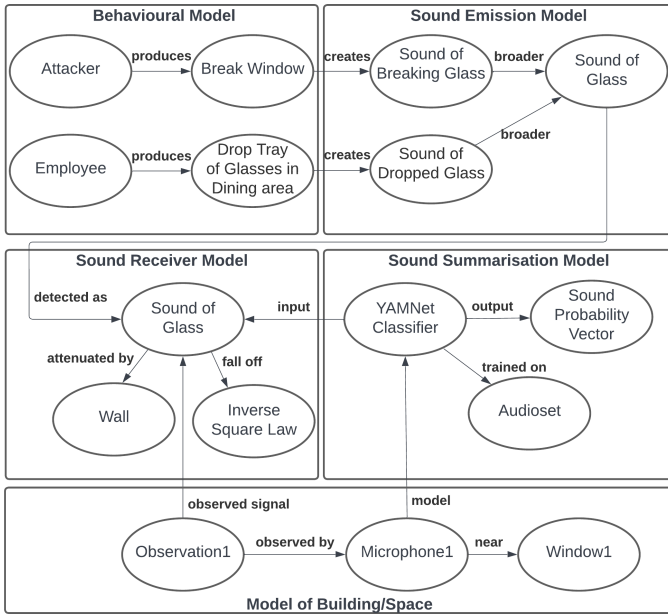 Behavioural Model
Attacker
produces
Break Window
Employee
produces
Drop Tray
of Glasses in
Dining area
Sound Emission Model
creates
Sound of
Breaking Glass
broader
Sound of
Glass
creates
Sound of
Dropped Glass
broader
Sound Receiver Model
detected as
Sound of
Glass
attenuated by
fall off
Wall
Inverse
Square Law
Sound Summarisation Model
input
YAMNet
Classifier
output
Sound
Probability
Vector
trained on
Audioset
observed signal
model
Observation1
observed by
Microphone1
near
Window1
Model of Building/Space